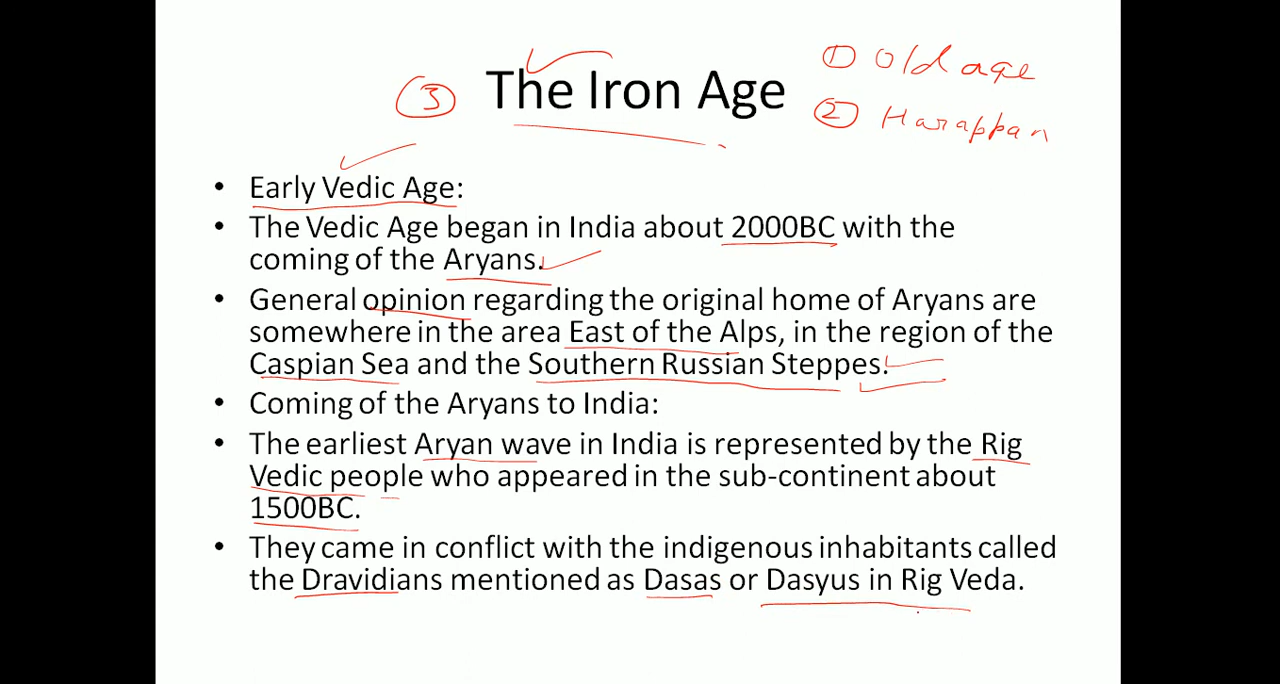 ③ The Iron Age
① Old age
② Harappan
• Early Vedic Age:
• The Vedic Age began in India about 2000BC with the
coming of the Aryans.
• General opinion regarding the original home of Aryans are
somewhere in the area East of the Alps, in the region of the
Caspian Sea and the Southern Russian Steppes.
• Coming of the Aryans to India:
• The earliest Aryan wave in India is represented by the Rig
Vedic people who appeared in the sub-continent about
1500BC.
• They came in conflict with the indigenous inhabitants called
the Dravidians mentioned as Dasas or Dasyus in Rig Veda.